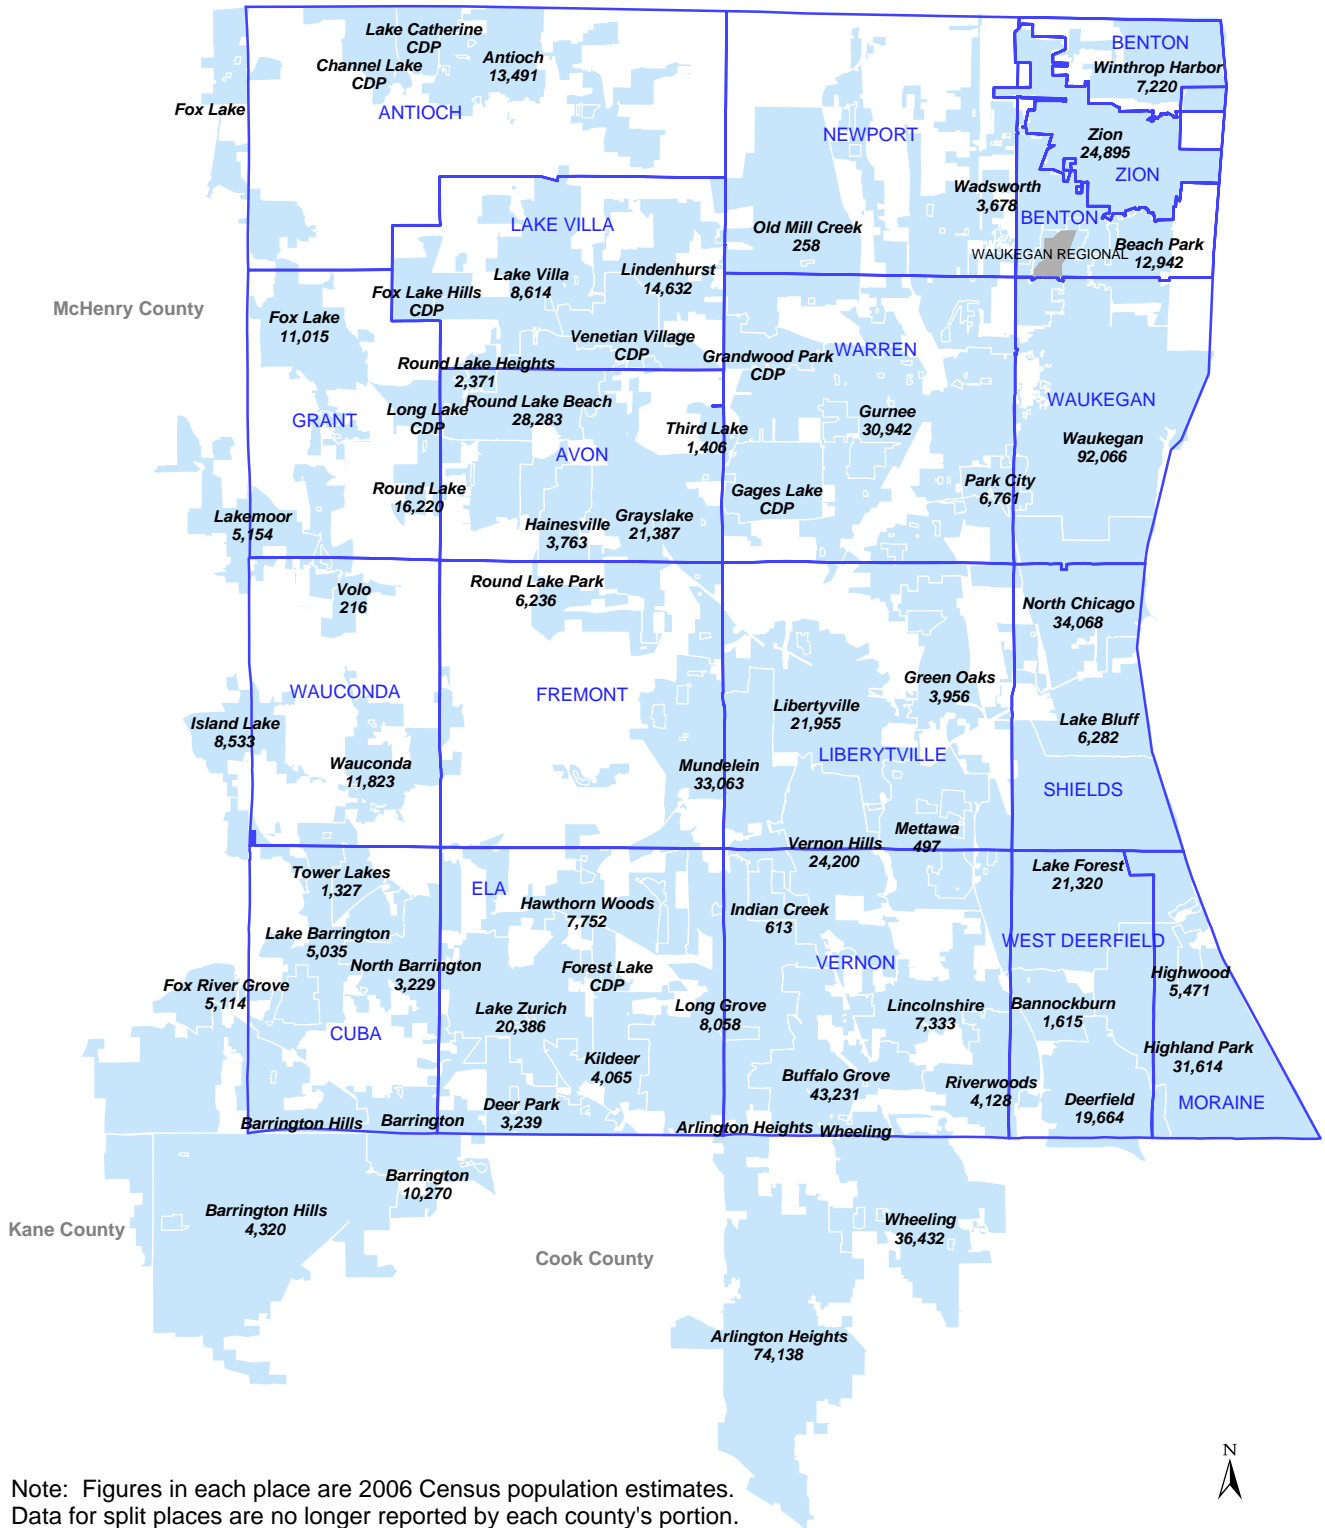 Lake Catherine
CDP
Channel Lake
CDP
Antioch
13,491
BENTON
Winthrop Harbor
7,220
Fox Lake
ANTIOCH
NEWPORT
Zion
24,895
ZION
Wadsworth
3,678
LAKE VILLA
BENTON
Old Mill Creek
258
WAUKEGAN REGIONAL
Beach Park
12,942
Lake Villa
8,614
Lindenhurst
14,632
Fox Lake Hills
CDP
McHenry County
Fox Lake
11,015
Venetian Village
CDP
Grandwood Park
CDP
WARREN
Round Lake Heights
2,371
GRANT
Long Lake
CDP
Round Lake Beach
28,283
Third Lake
1,406
Gurnee
30,942
WAUKEGAN
Waukegan
92,066
AVON
Round Lake
16,220
Gages Lake
CDP
Park City
6,761
Lakemoor
5,154
Hainesville
3,763
Grayslake
21,387
Volo
216
Round Lake Park
6,236
North Chicago
34,068
WAUCONDA
FREMONT
Green Oaks
3,956
Island Lake
8,533
Libertyville
21,955
Lake Bluff
6,282
Wauconda
11,823
Mundelein
33,063
LIBERYTVILLE
SHIELDS
Mettawa
497
Vernon Hills
24,200
Tower Lakes
1,327
ELA
Lake Forest
21,320
Hawthorn Woods
7,752
Indian Creek
613
Lake Barrington
5,035
WEST DEERFIELD
North Barrington
3,229
Forest Lake
CDP
VERNON
Highwood
5,471
Fox River Grove
5,114
Lake Zurich
20,386
Long Grove
8,058
Lincolnshire
7,333
Bannockburn
1,615
CUBA
Kildeer
4,065
Highland Park
31,614
Buffalo Grove
43,231
Riverwoods
4,128
Deerfield
19,664
MORAINE
Deer Park
3,239
Barrington Hills
Barrington
Arlington Heights
Wheeling
Barrington
10,270
Barrington Hills
4,320
Kane County
Wheeling
36,432
Cook County
Arlington Heights
74,138
N
Note: Figures in each place are 2006 Census population estimates.
Data for split places are no longer reported by each county's portion.